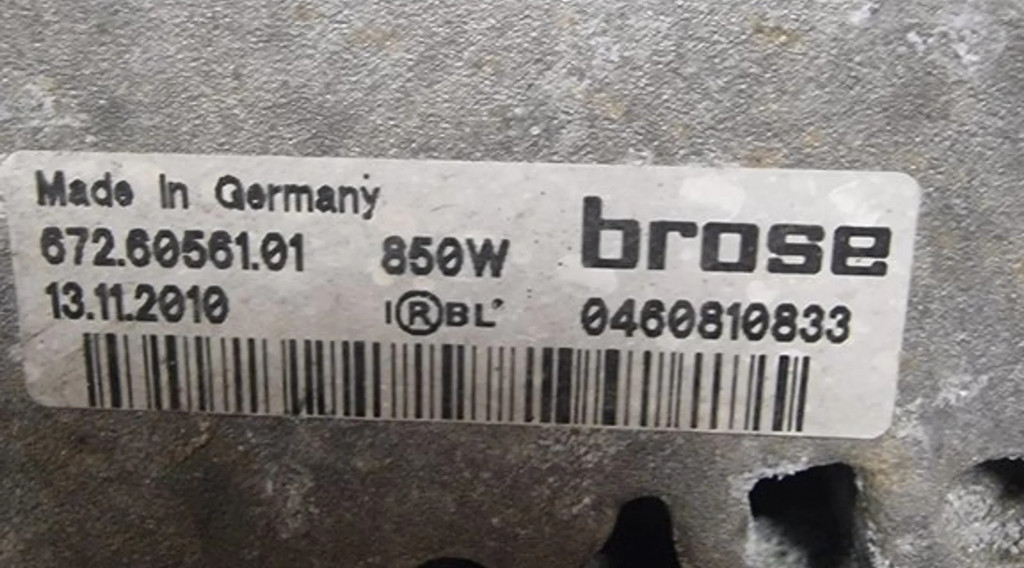 Made In Germany
672.60561.01 850W brose
13.11.2010 I®BL* 0460810833